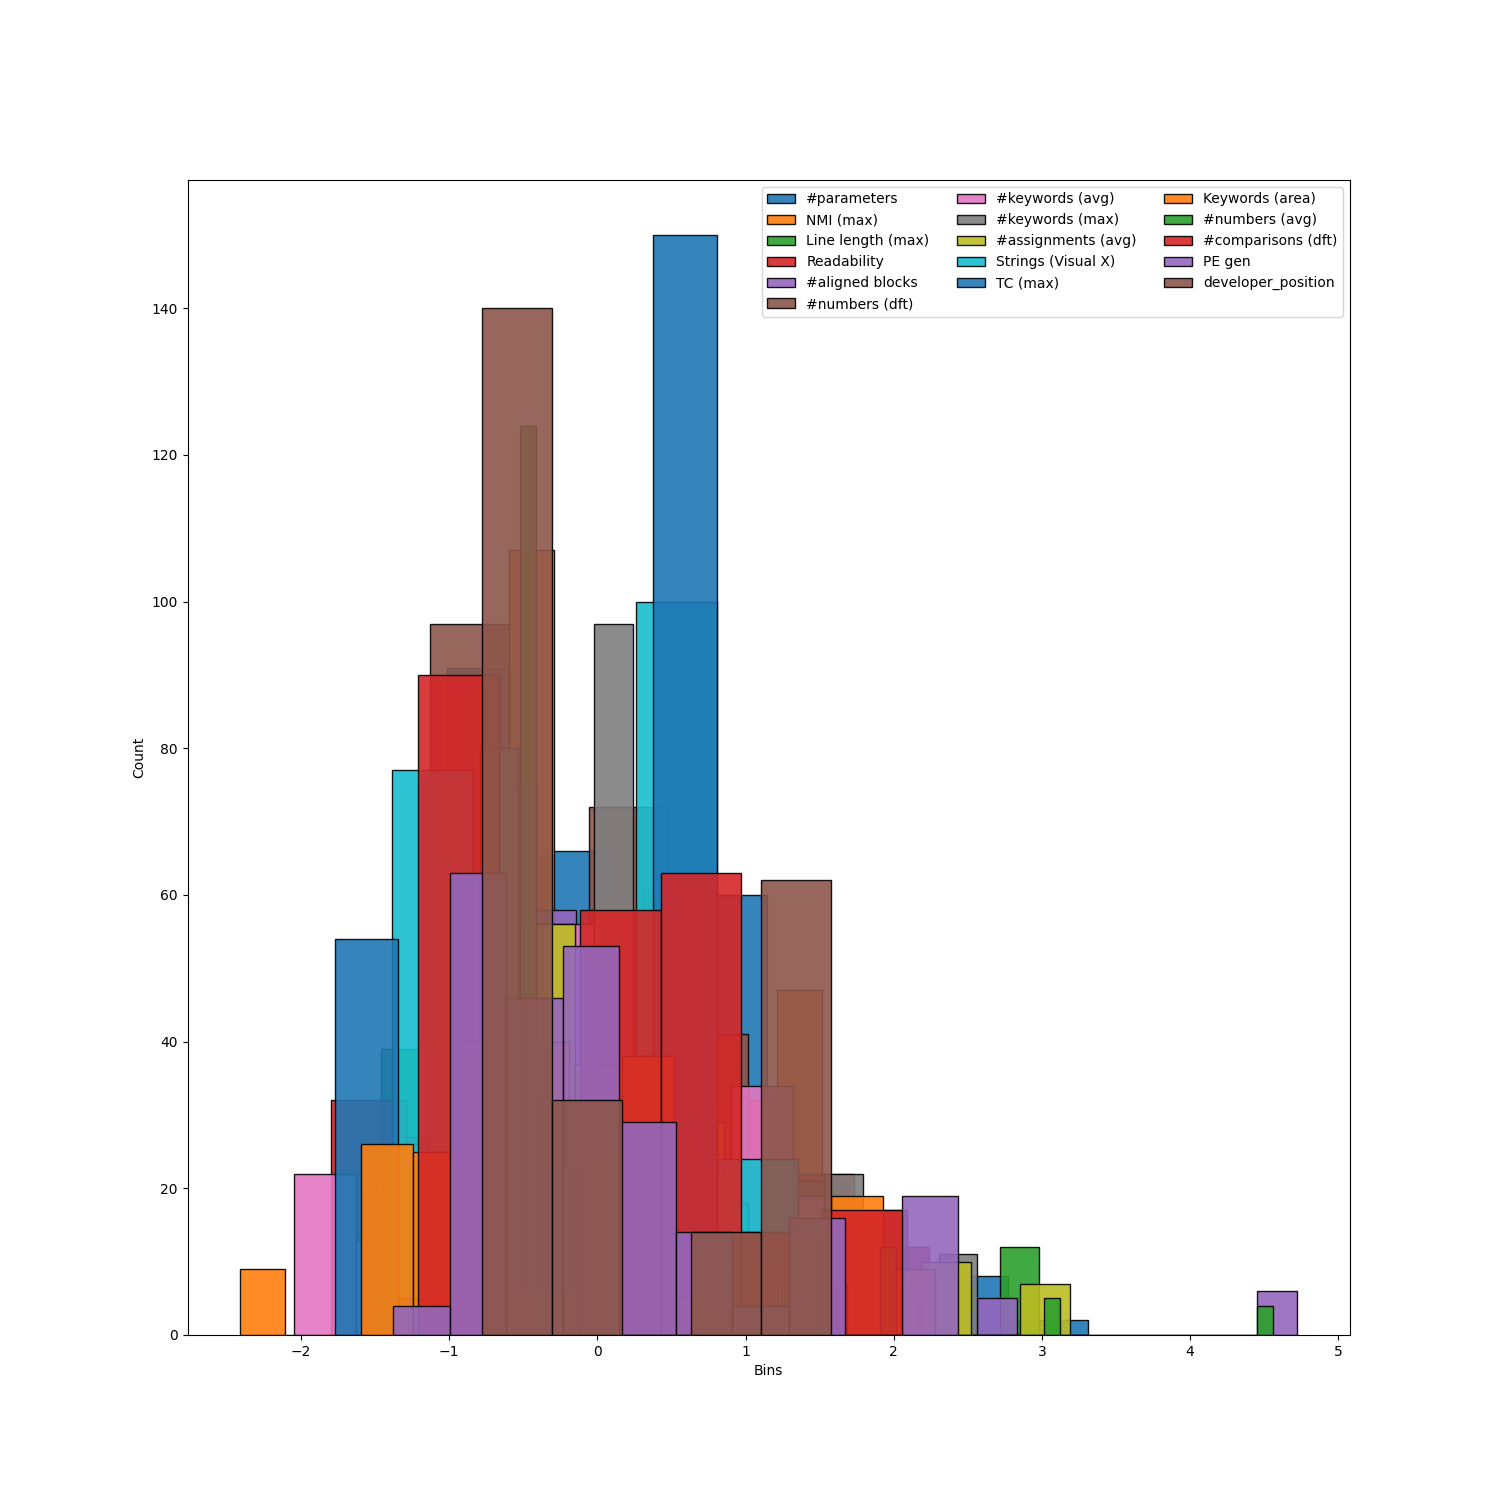 #parameters
NMI (max)
Line length (max)
Readability
#aligned blocks
#numbers (dft)
#keywords (avg)
#keywords (max)
#assignments (avg)
Strings (Visual X)
TC (max)
Keywords (area)
#numbers (avg)
#comparisons (dft)
PE gen
developer_position
Count
140
120
100
80
60
40
20
0
−2
−1
0
1
2
3
4
5
Bins